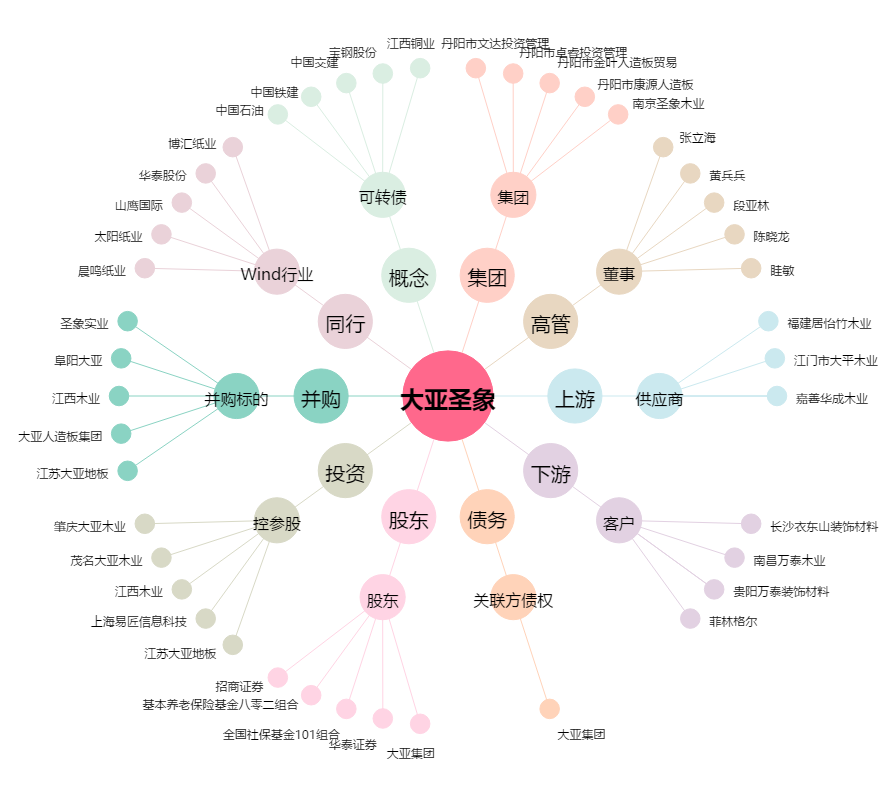 江西铜业
丹阳市文达投资管理
宝钢股份
丹阳市卓睿投资管理
中国交建
丹阳市金叶人造板贸易
中国铁建
丹阳市康源人造板
中国石油
南京圣象木业
博汇纸业
张立海
华泰股份
黄兵兵
可转债
集团
山鹰国际
段亚林
太阳纸业
陈晓龙
晨鸣纸业
Wind行业
概念
集团
董事
眭敏
圣象实业
同行
高管
福建居怡竹木业
阜阳大亚
江门市大平木业
江西木业
并购标的
并购
大亚圣象
上游
供应商
嘉善华成木业
大亚人造板集团
江苏大亚地板
投资
下游
肇庆大亚木业
控参股
股东
债务
客户
长沙衣东山装饰材料
茂名大亚木业
南昌万泰木业
江西木业
股东
关联方债权
贵阳万泰装饰材料
上海易匠信息科技
菲林格尔
江苏大亚地板
招商证券
基本养老保险基金八零二组合
全国社保基金101组合
大亚集团
华泰证券
大亚集团